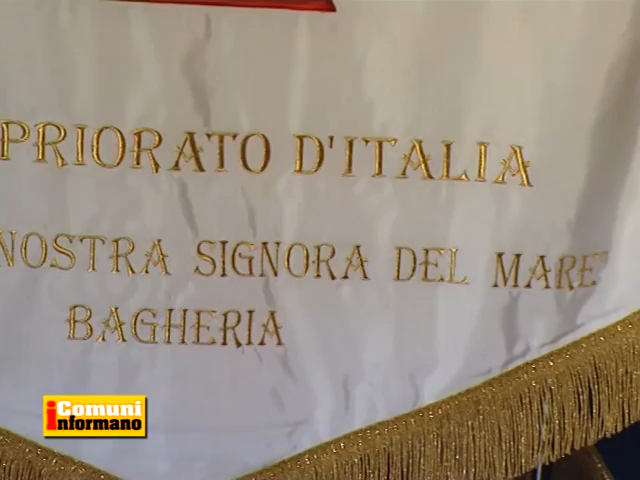 PRIORATO D'ITALIA
NOSTRA SIGNORA DEL MARE"
BAGHERIA
iComuni
informano